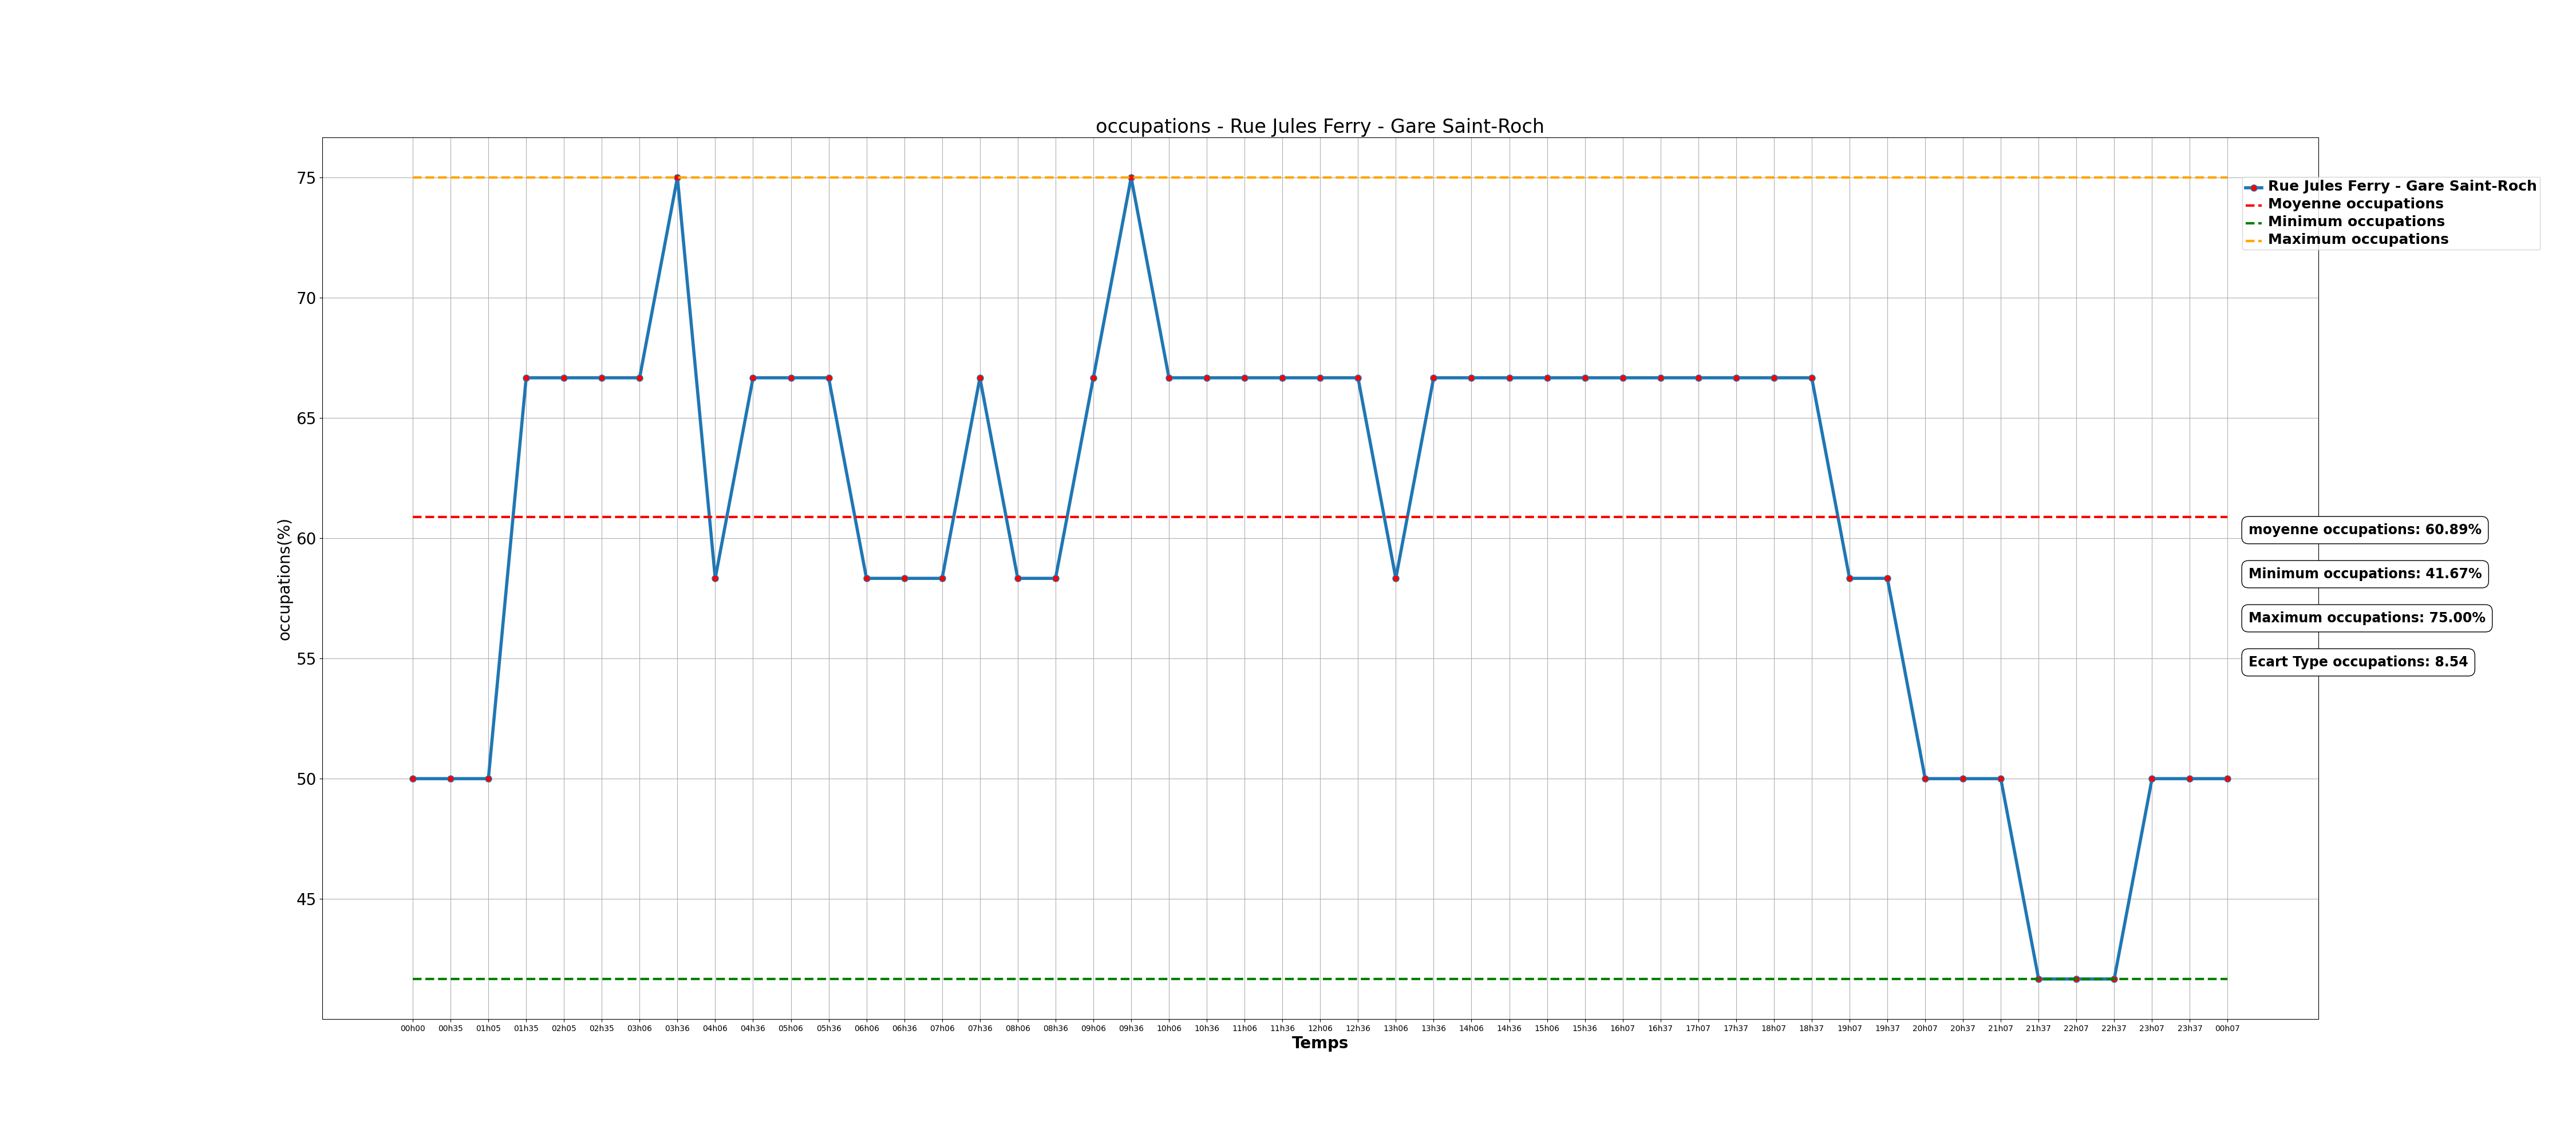 occupations - Rue Jules Ferry - Gare Saint-Roch
75
70
65
60
55
50
45
occupations(%)
Rue Jules Ferry - Gare Saint-Roch
Moyenne occupations
Minimum occupations
Maximum occupations
moyenne occupations: 60.89%
Minimum occupations: 41.67%
Maximum occupations: 75.00%
Ecart Type occupations: 8.54
00h00 00h35 01h05 01h35 02h05 02h35 03h06 03h36 04h06 04h36 05h06 05h36 06h06 06h36 07h06 07h36 08h06 08h36 09h06 09h36 10h06 10h36 11h06 11h36 12h06 12h36 13h06 13h36 14h06 14h36 15h06 15h36 16h07 16h37 17h07 17h37 18h07 18h37 19h07 19h37 20h07 20h37 21h07 21h37 22h07 22h37 23h07 23h37 00h07
Temps